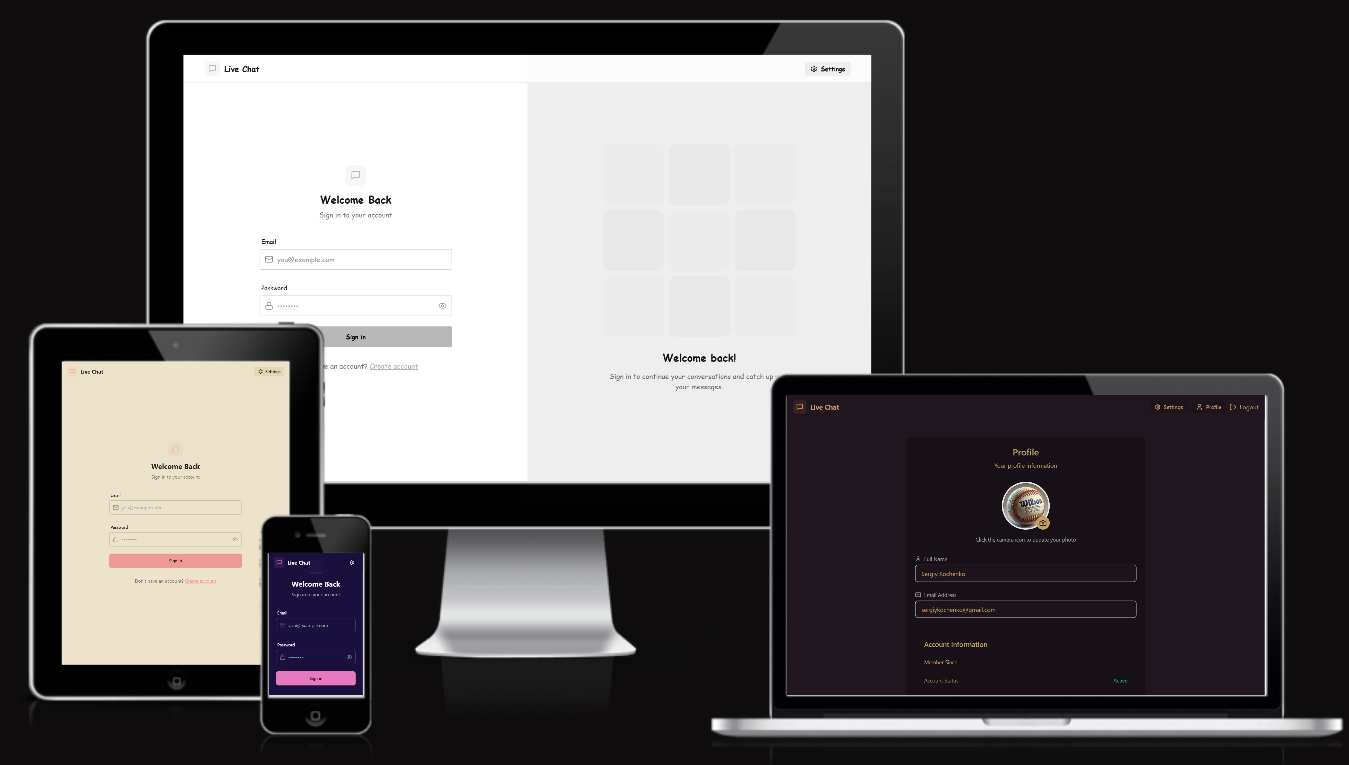 Live Chat
Settings
Welcome Back
Sign in to your account
Email
you@example.com
Password
Sign in
an account? Create account
Welcome back!
Sign in to continue your conversations and catch up
your messages.
Live Chat
Settings
Welcome Back
Sign in to your account
Email
you@example.com
Password
Sign in
Don't have an account? Create account
Live Chat
Welcome Back
Sign in to your account
Email
you@example.com
Password
Sign in
Live Chat
Settings
Profile
Logout
Profile
Your profile information
Wilson
Click the camera icon to update your photo
Full Name
Sergiy Kochenko
Email Address
sergiykochenko@gmail.com
Account Information
Member Since
Account Status
Active